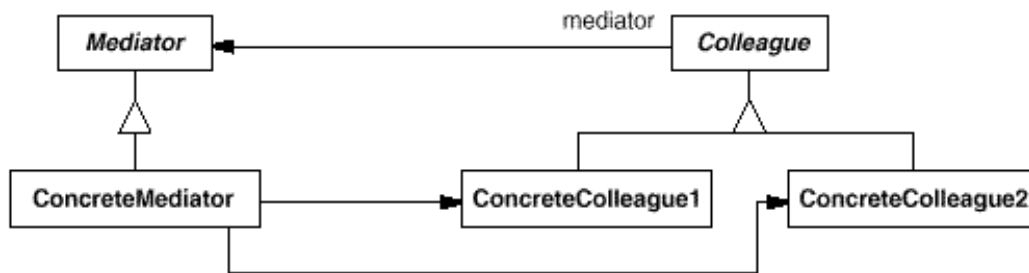 mediator
Mediator
Colleague
ConcreteMediator
ConcreteColleague1
ConcreteColleague2